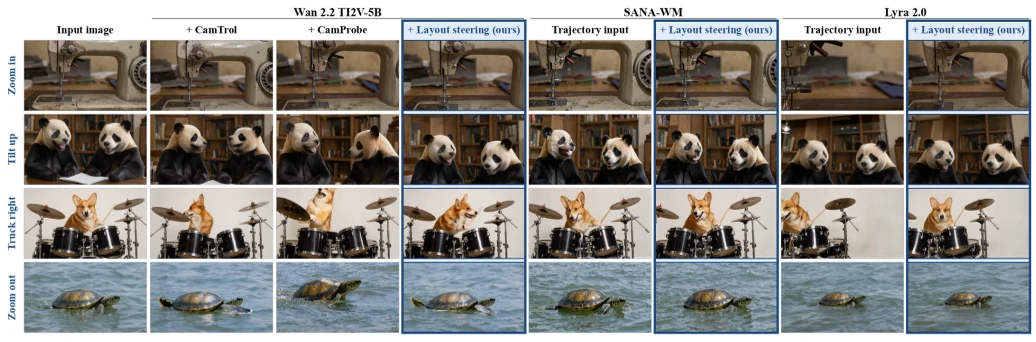 Wan 2.2 TI2V-5B SANA-WM Lyra 2.0
Input image + CamTrol + CamProbe + Layout steering (ours) Trajectory input + Layout steering (ours) Trajectory input + Layout steering (ours)
Zoom in
Tilt up
Truck right
Zoom out